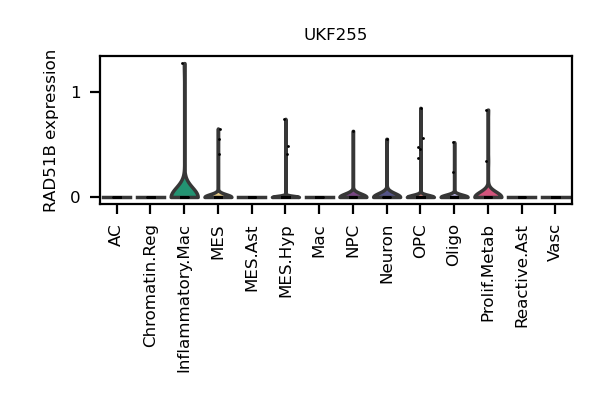 UKF255
RAD51B expression
1
0
AC
Chromatin.Reg
Inflammatory.Mac
MES
MES.Ast
MES.Hyp
Mac
NPC
Neuron
OPC
Oligo
Prolif.Metab
Reactive.Ast
Vasc